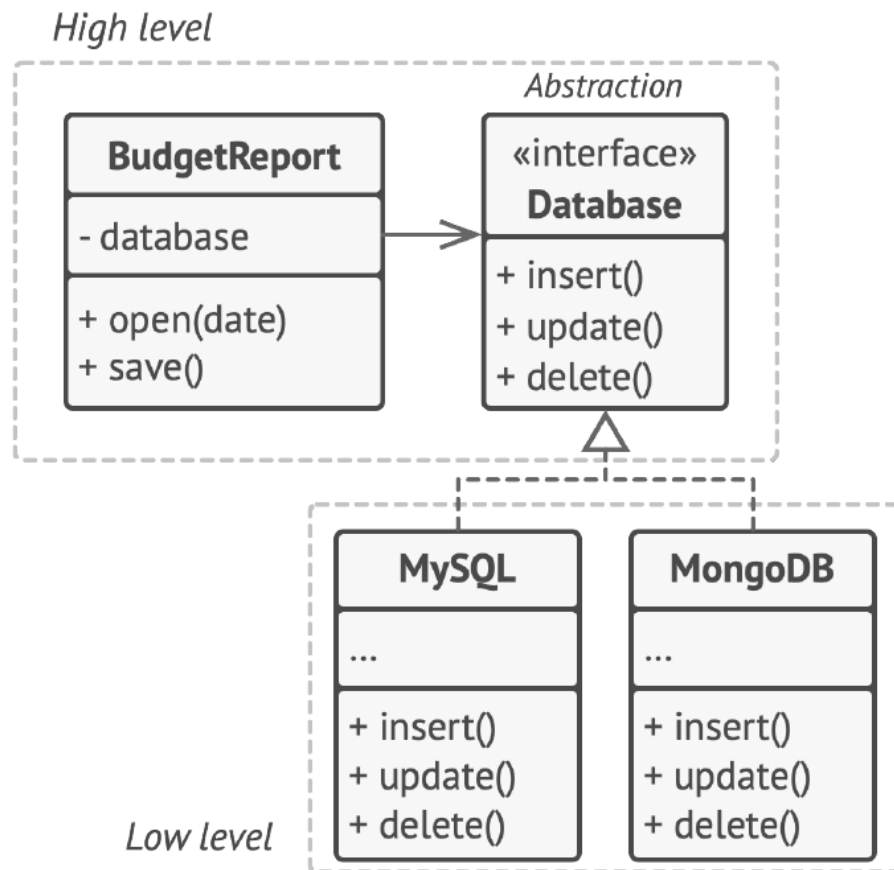 High level
Abstraction
BudgetReport
- database
+ open(date)
+ save()
«interface»
Database
+ insert()
+ update()
+ delete()
MySQL
...
+ insert()
+ update()
+ delete()
MongoDB
...
+ insert()
+ update()
+ delete()
Low level